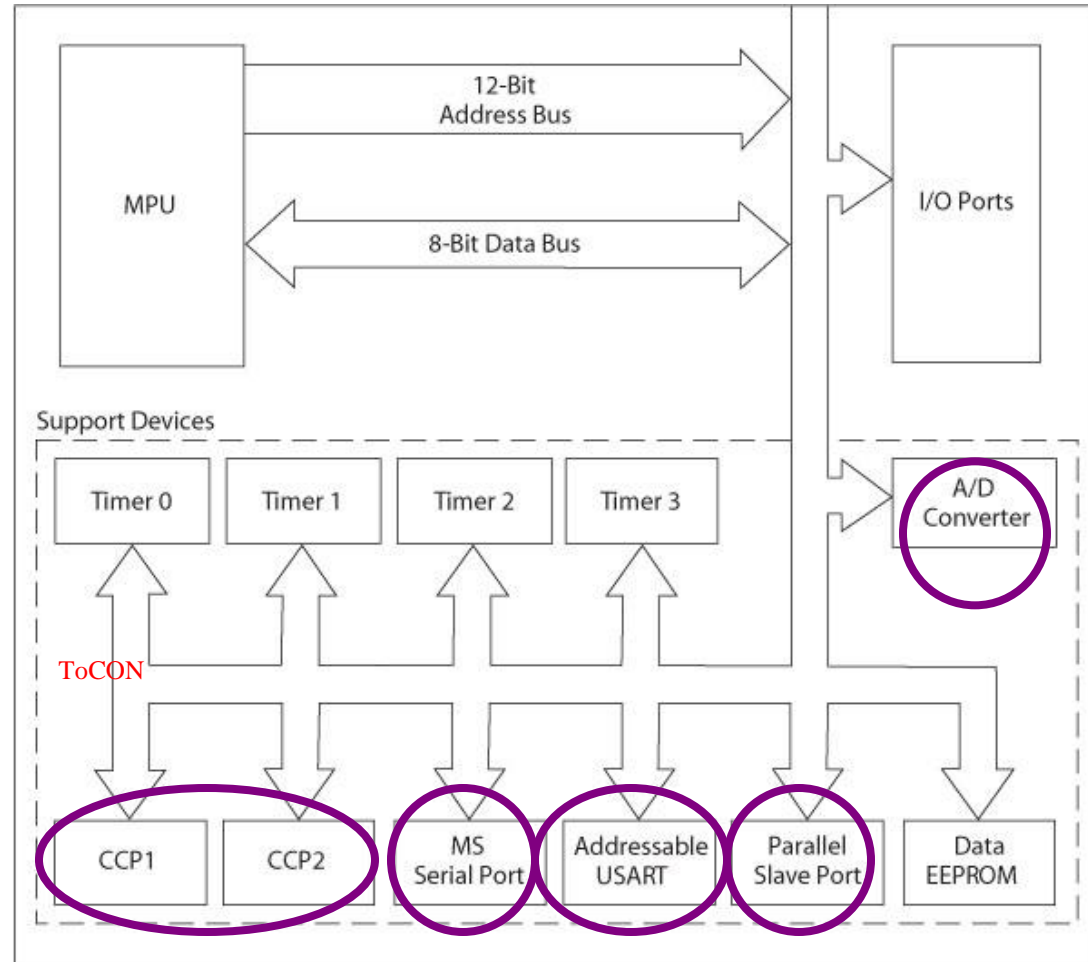 12-Bit
Address Bus
MPU
I/O Ports
8-Bit Data Bus
Support Devices
Timer 0
Timer 1
Timer 2
Timer 3
A/D
Converter
ToCON
CCP1
CCP2
MS
Serial Port
Addressable
USART
Parallel
Slave Port
Data
EEPROM